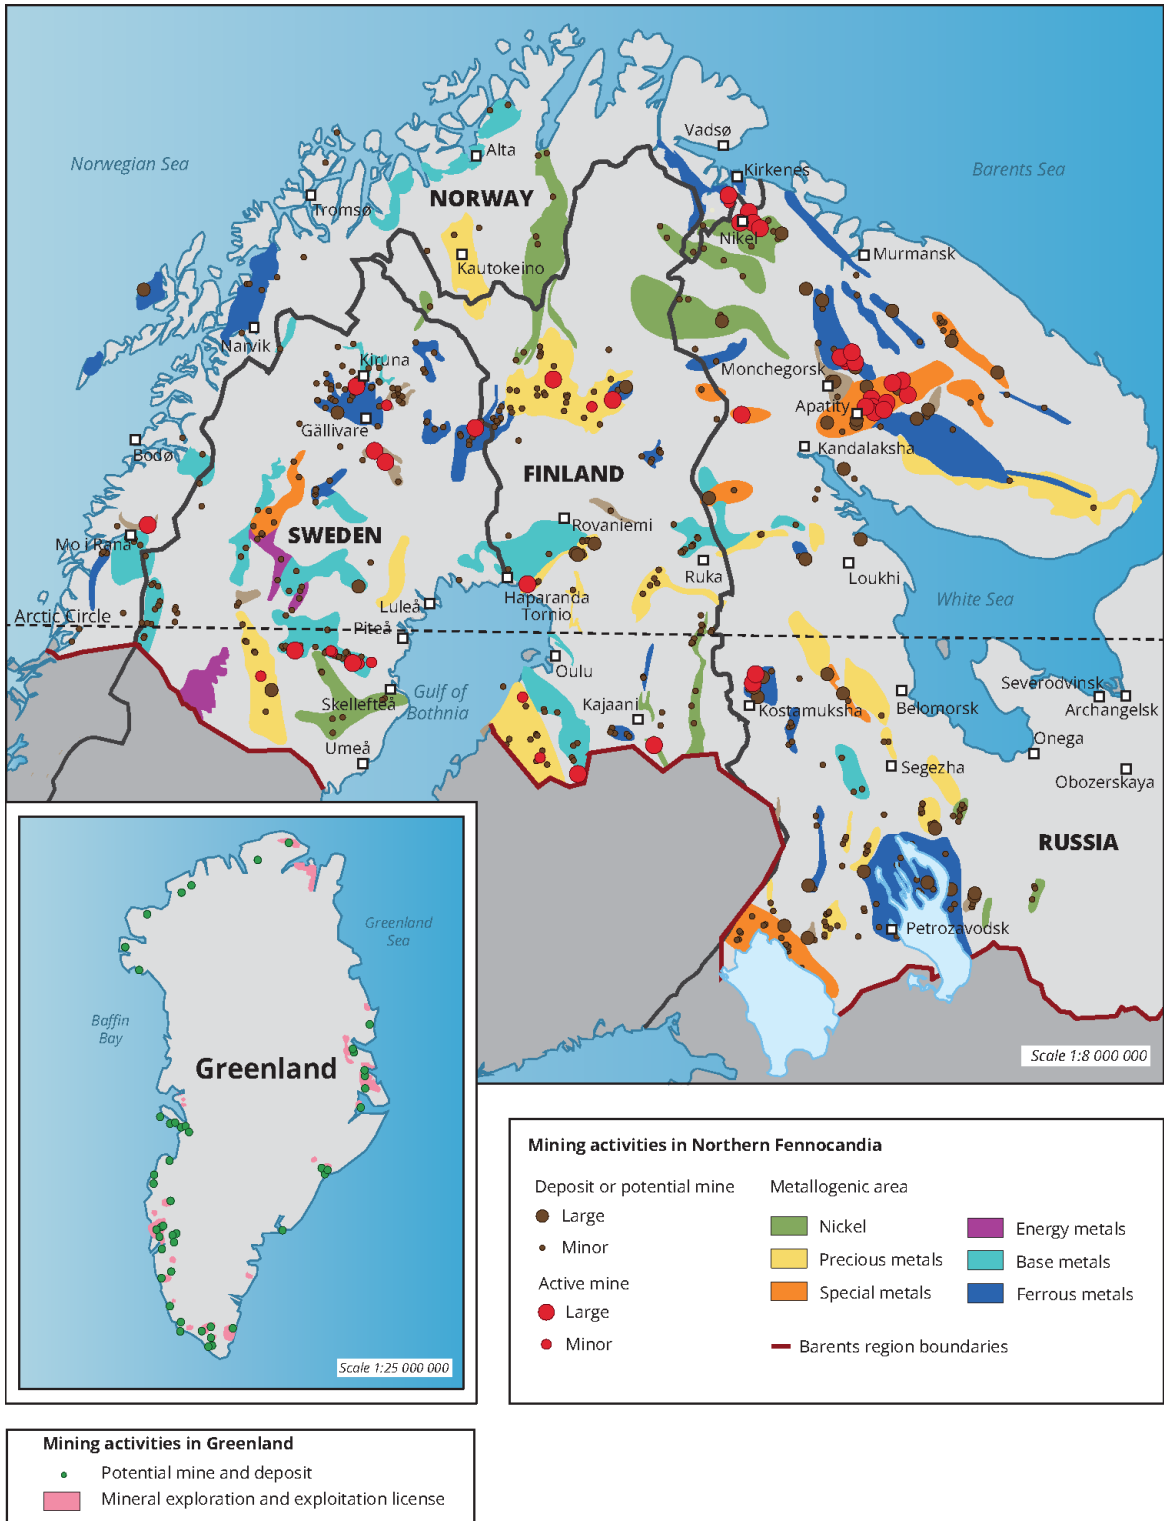 Norwegian Sea
Barents Sea
Vadsø
Alta
Kirkenes
NORWAY
Tromsø
Nikel
Murmansk
Kautokeino
Narvik
Kiruna
Monchegorsk
Apatity
Gällivare
Bodø
Kandalaksha
FINLAND
SWEDEN
Rovaniemi
Mo i Rana
Ruka
Loukhi
Haparanda
Tornio
Luleå
White Sea
Arctic Circle
Piteå
Oulu
Severodvinsk
Archangelsk
Gulf of
Bothnia
Skellefteå
Kajaani
Kostamuksha
Belomorsk
Onega
Umeå
Segezha
Obozerskaya
RUSSIA
Petrozavodsk
Scale 1:8 000 000
Greenland
Sea
Baffin
Bay
Greenland
Scale 1:25 000 000
Mining activities in Northern Fennocandia
Deposit or potential mine
Large
Minor
Active mine
Large
Minor
Metallogenic area
Nickel
Precious metals
Special metals
Energy metals
Base metals
Ferrous metals
Barents region boundaries
Mining activities in Greenland
Potential mine and deposit
Mineral exploration and exploitation license